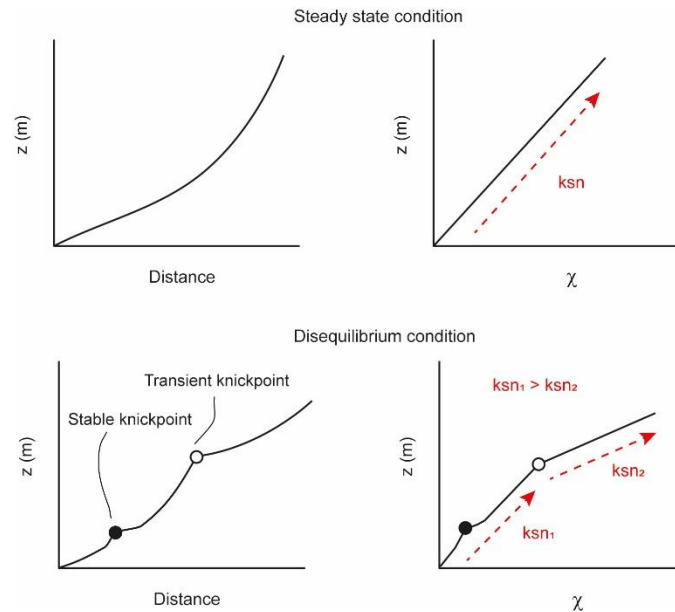 Steady state condition
z (m)
Distance
z (m)
ksn
χ
Disequilibrium condition
z (m)
Transient knickpoint
Stable knickpoint
Distance
z (m)
ksn₁ > ksn₂
ksn₂
ksn₁
χ